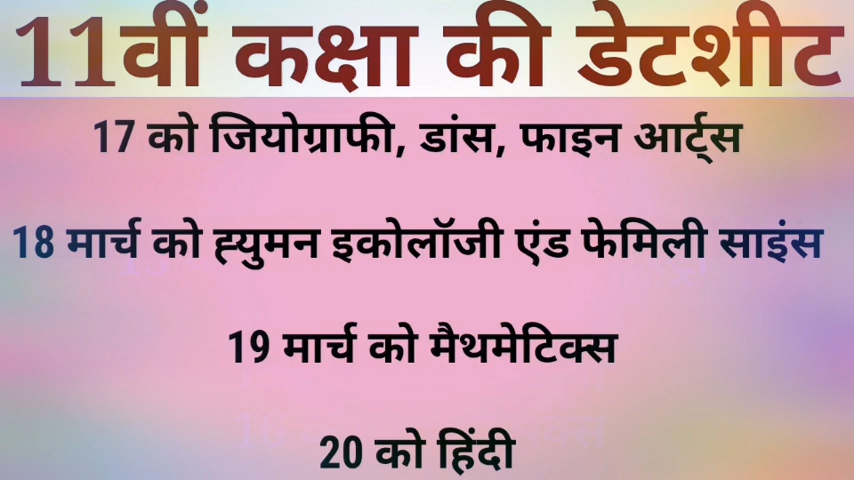 11वीं कक्षा की डेटशीट
17 को जियोग्राफी, डांस, फाइन आर्ट्स
18 मार्च को ह्युमन इकोलॉजी एंड फेमिली साइंस
19 मार्च को मैथमेटिक्स
20 को हिंदी